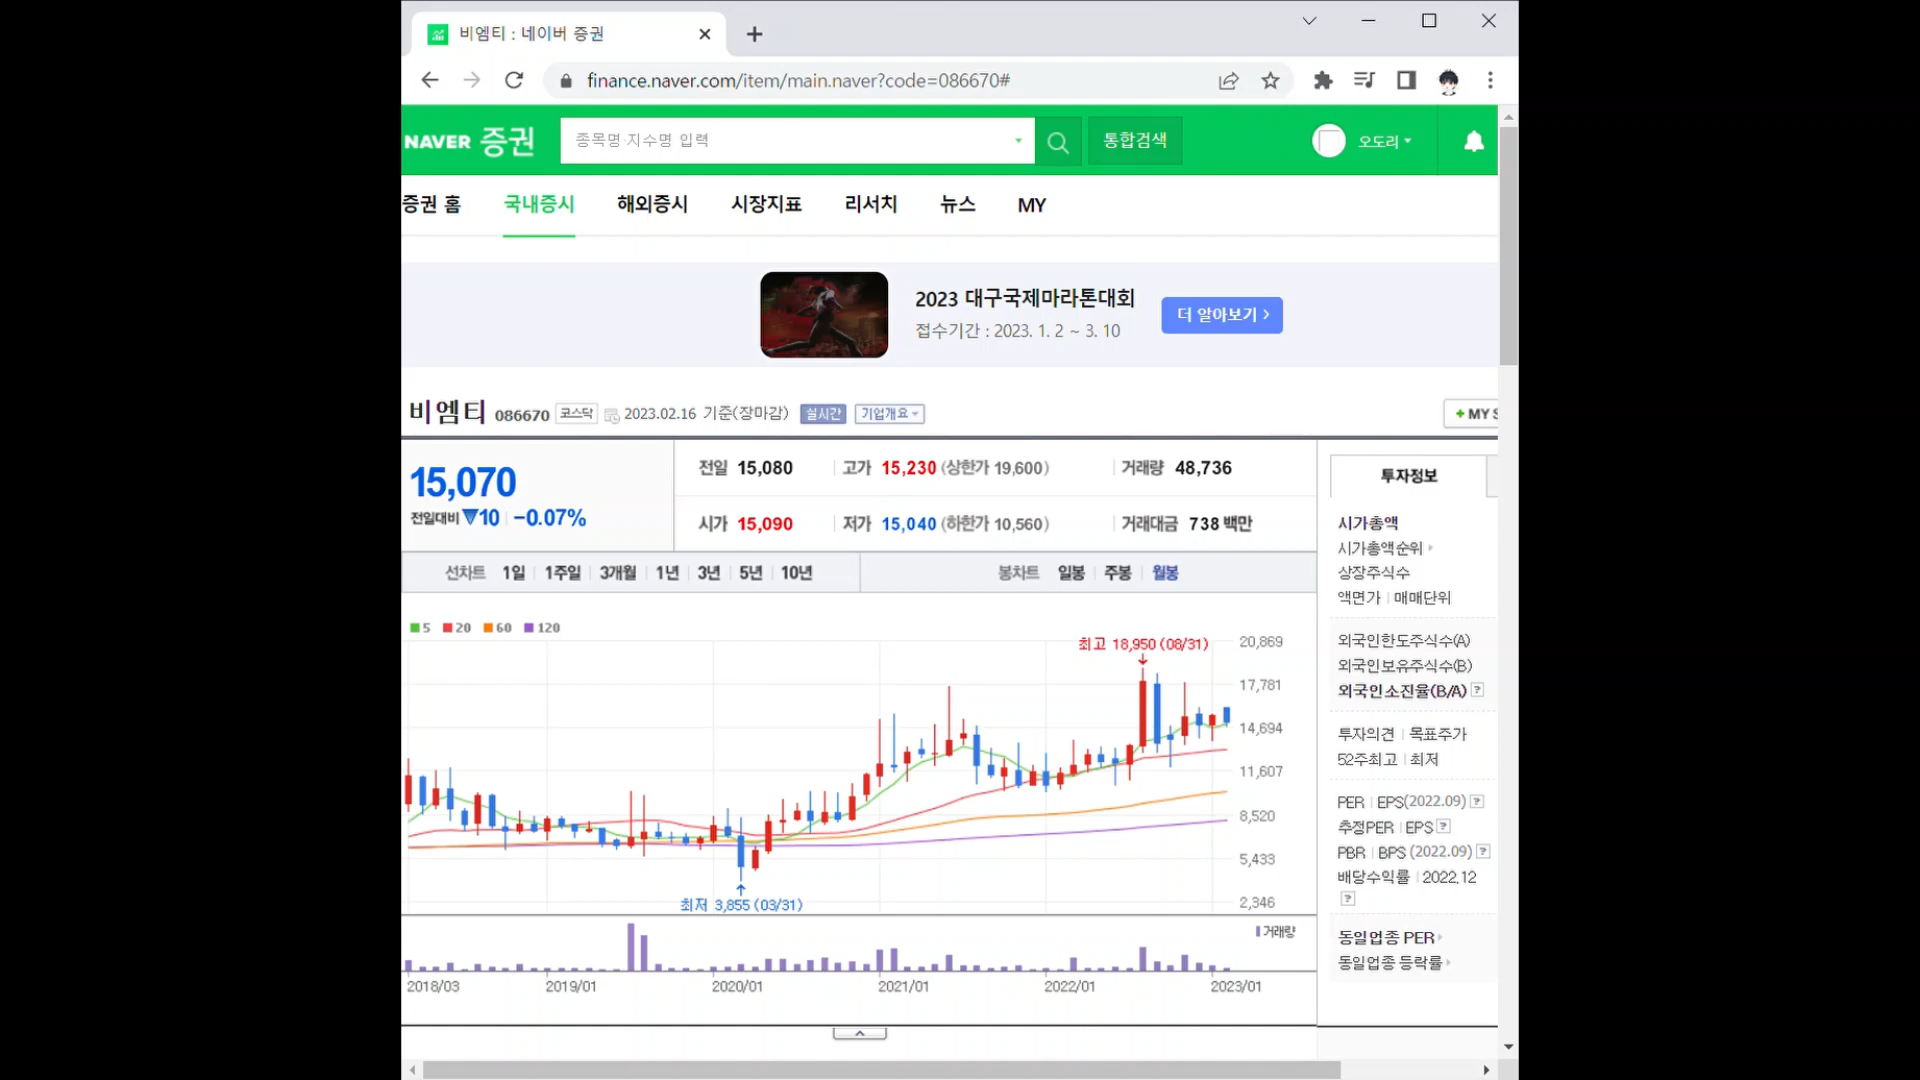 비엠티 : 네이버 증권
finance.naver.com/item/main.naver?code=086670#
NAVER 증권
종목명·지수명 입력
통합검색
오도리
증권 홈 국내증시 해외증시 시장지표 리서치 뉴스 MY
2023 대구국제마라톤대회
접수기간 : 2023. 1. 2 ~ 3. 10
더 알아보기 >
비엠티 086670 코스닥 2023.02.16 기준(장마감) 실시간 기업개요
+ MY S
15,070
전일대비 ▼10 -0.07%
전일 15,080 고가 15,230 (상한가 19,600) 거래량 48,736
시가 15,090 저가 15,040 (하한가 10,560) 거래대금 738 백만
선차트 1일 1주일 3개월 1년 3년 5년 10년 봉차트 일봉 주봉 월봉
5 20 60 120
최고 18,950 (08/31)
20,869
17,781
14,694
11,607
8,520
5,433
2,346
최저 3,855 (03/31)
거래량
2018/03 2019/01 2020/01 2021/01 2022/01 2023/01
투자정보
시가총액
시가총액순위
상장주식수
액면가 | 매매단위
외국인한도주식수(A)
외국인보유주식수(B)
외국인소진율(B/A) ?
투자의견 | 목표주가
52주최고 | 최저
PER | EPS(2022.09) ?
추정PER | EPS ?
PBR | BPS (2022.09) ?
배당수익률 | 2022.12
?
동일업종 PER
동일업종 등락률